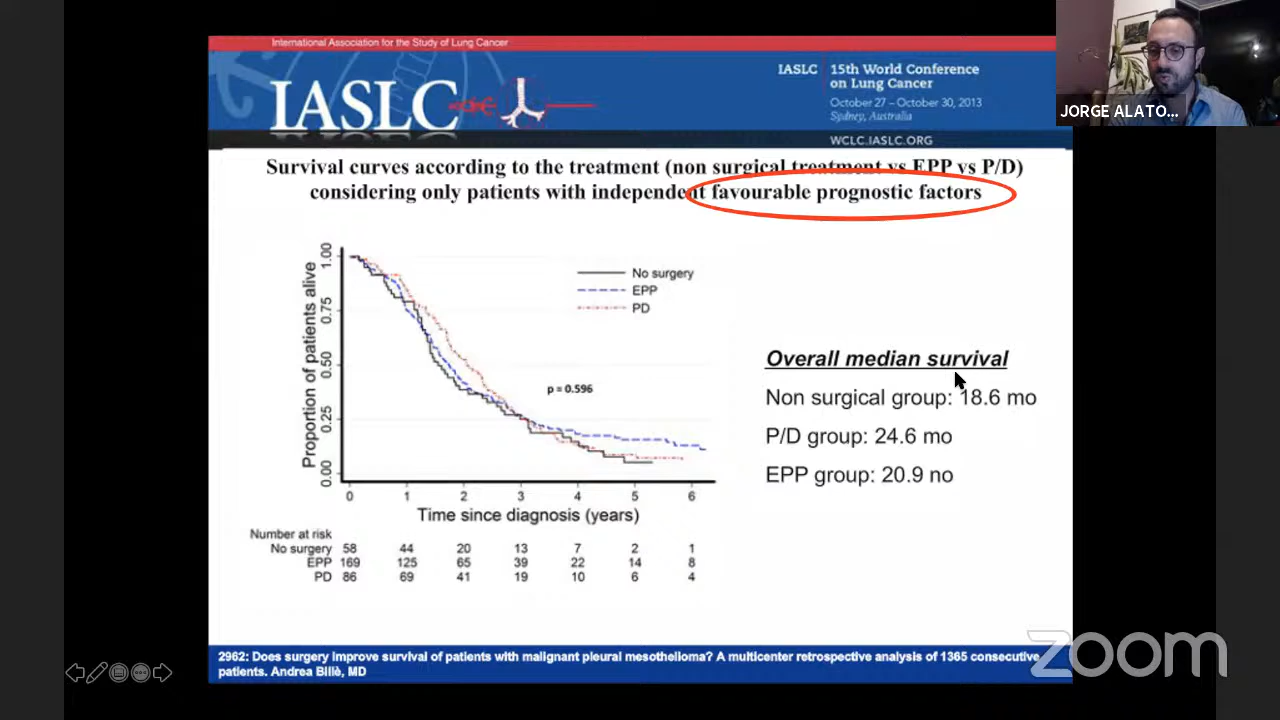 International Association for the Study of Lung Cancer
IASLC
IASLC
15th World Conference
on Lung Cancer
October 27 – October 30, 2013
Sydney, Australia
WCLC.IASLC.ORG
JORGE ALATO...
Survival curves according to the treatment (non surgical treatment vs EPP vs P/D)
considering only patients with independent favourable prognostic factors
Proportion of patients alive
1.00
0.75
0.50
0.25
0.00
No surgery
EPP
PD
p = 0.596
0 1 2 3 4 5 6
Time since diagnosis (years)
Number at risk
No surgery 58 44 20 13 7 2 1
EPP 169 125 65 39 22 14 8
PD 86 69 41 19 10 6 4
Overall median survival
Non surgical group: 18.6 mo
P/D group: 24.6 mo
EPP group: 20.9 no
2962: Does surgery improve survival of patients with malignant pleural mesothelioma? A multicenter retrospective analysis of 1365 consecutive
patients. Andrea Billè, MD
zoom